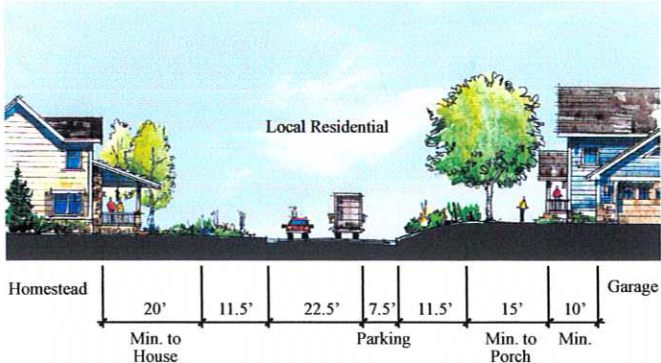 Local Residential
Homestead
Garage
20' 11.5' 22.5' 7.5' 11.5' 15' 10'
Min. to House
Parking
Min. to Porch
Min.